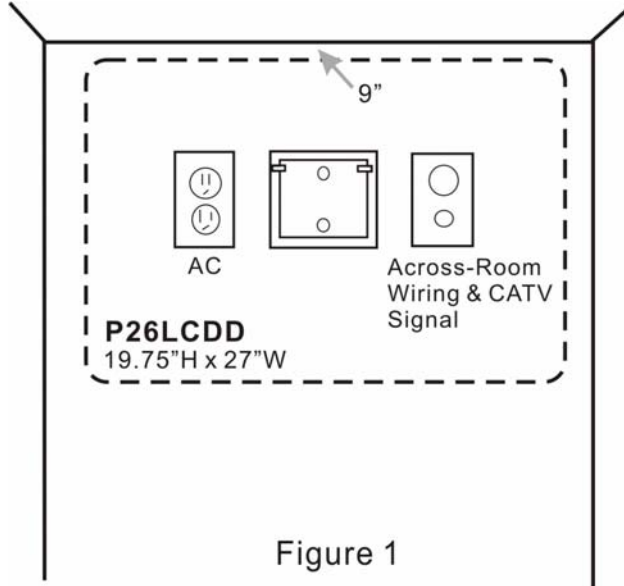 9”
AC
Across-Room
Wiring & CATV
Signal
P26LCDD
19.75”H x 27”W
Figure 1